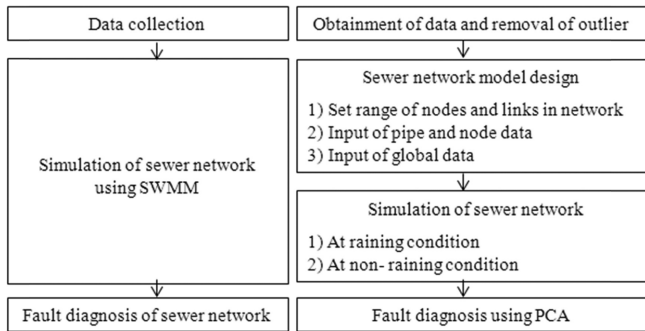 Data collection
Simulation of sewer network
using SWMM
Fault diagnosis of sewer network
Obtainment of data and removal of outlier
Sewer network model design
1) Set range of nodes and links in network
2) Input of pipe and node data
3) Input of global data
Simulation of sewer network
1) At raining condition
2) At non- raining condition
Fault diagnosis using PCA